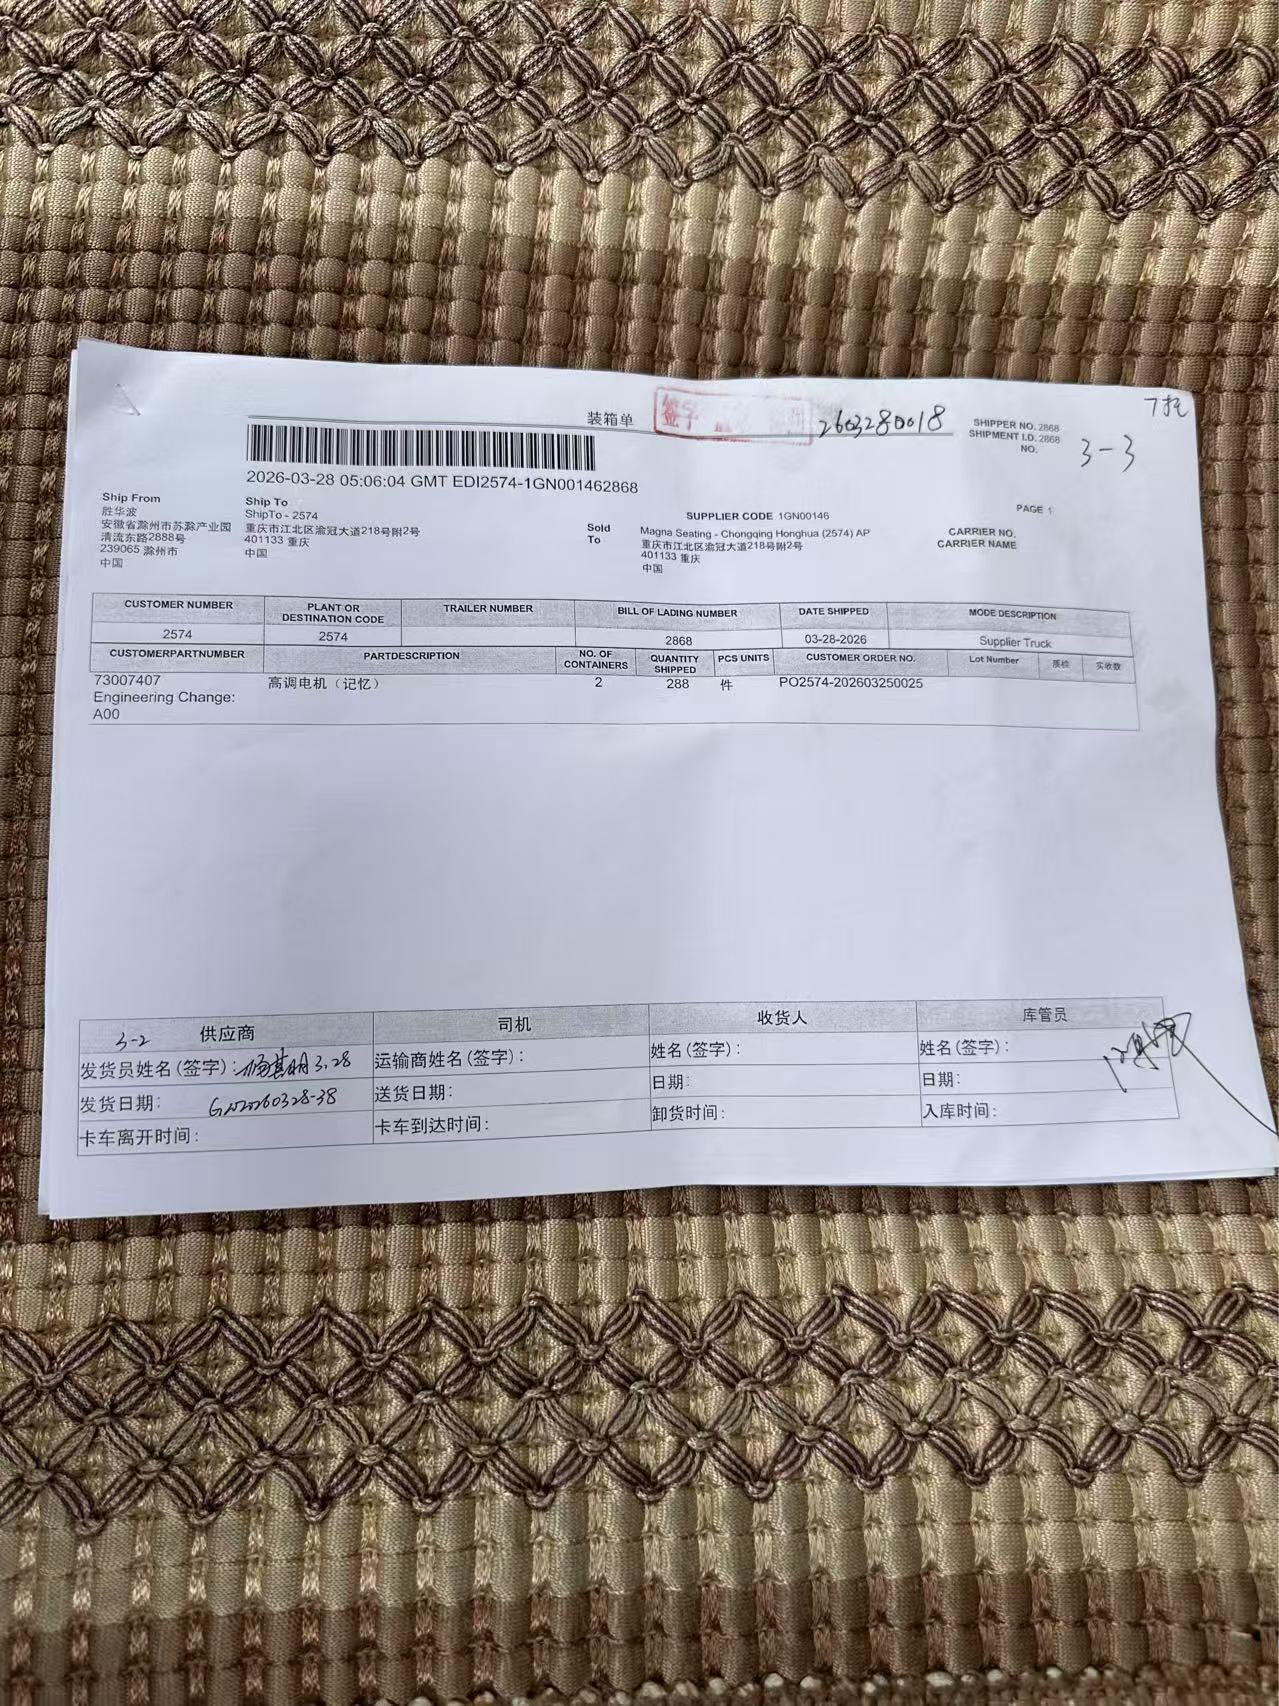 7托
装箱单
签字
2603280018
SHIPPER NO. 2868
SHIPMENT I.D. 2868
NO.
3-3
2026-03-28 05:06:04 GMT EDI2574-1GN001462868
PAGE 1
Ship From
胜华波
安徽省滁州市苏滁产业园
清流东路2888号
239065 滁州市
中国
Ship To
ShipTo - 2574
重庆市江北区渝冠大道218号附2号
401133 重庆
中国
SUPPLIER CODE 1GN00146
Sold To
Magna Seating - Chongqing Honghua (2574) AP
重庆市江北区渝冠大道218号附2号
401133 重庆
中国
CARRIER NO.
CARRIER NAME
CUSTOMER NUMBER PLANT OR DESTINATION CODE TRAILER NUMBER BILL OF LADING NUMBER DATE SHIPPED MODE DESCRIPTION
2574 2574 2868 03-28-2026 Supplier Truck
CUSTOMERPARTNUMBER PARTDESCRIPTION NO. OF CONTAINERS QUANTITY SHIPPED PCS UNITS CUSTOMER ORDER NO. Lot Number 质检 实收数
73007407 高调电机（记忆） 2 288 件 PO2574-202603250025
Engineering Change:
A00
3-2 供应商 司机 收货人 库管员
发货员姓名(签字)： 3.28 运输商姓名(签字)： 姓名(签字)： 姓名(签字)：
发货日期： 送货日期： 日期： 日期：
卡车离开时间： 卡车到达时间： 卸货时间： 入库时间：